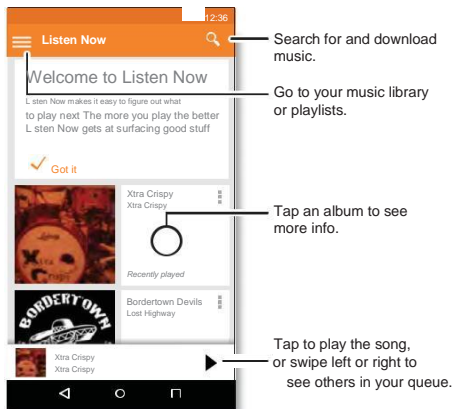 12:36
Listen Now
Search for and download
music.
Welcome to Listen Now
L sten Now makes it easy to figure out what
to play next The more you play the better
L sten Now gets at surfacing good stuff
Got it
Go to your music library
or playlists.
Xtra Crispy
Xtra Crispy
Recently played
Tap an album to see
more info.
Xtra
Crispy
BORDERTOWN
Bordertown Devils
Lost Highway
Xtra Crispy
Xtra Crispy
Tap to play the song,
or swipe left or right to
see others in your queue.